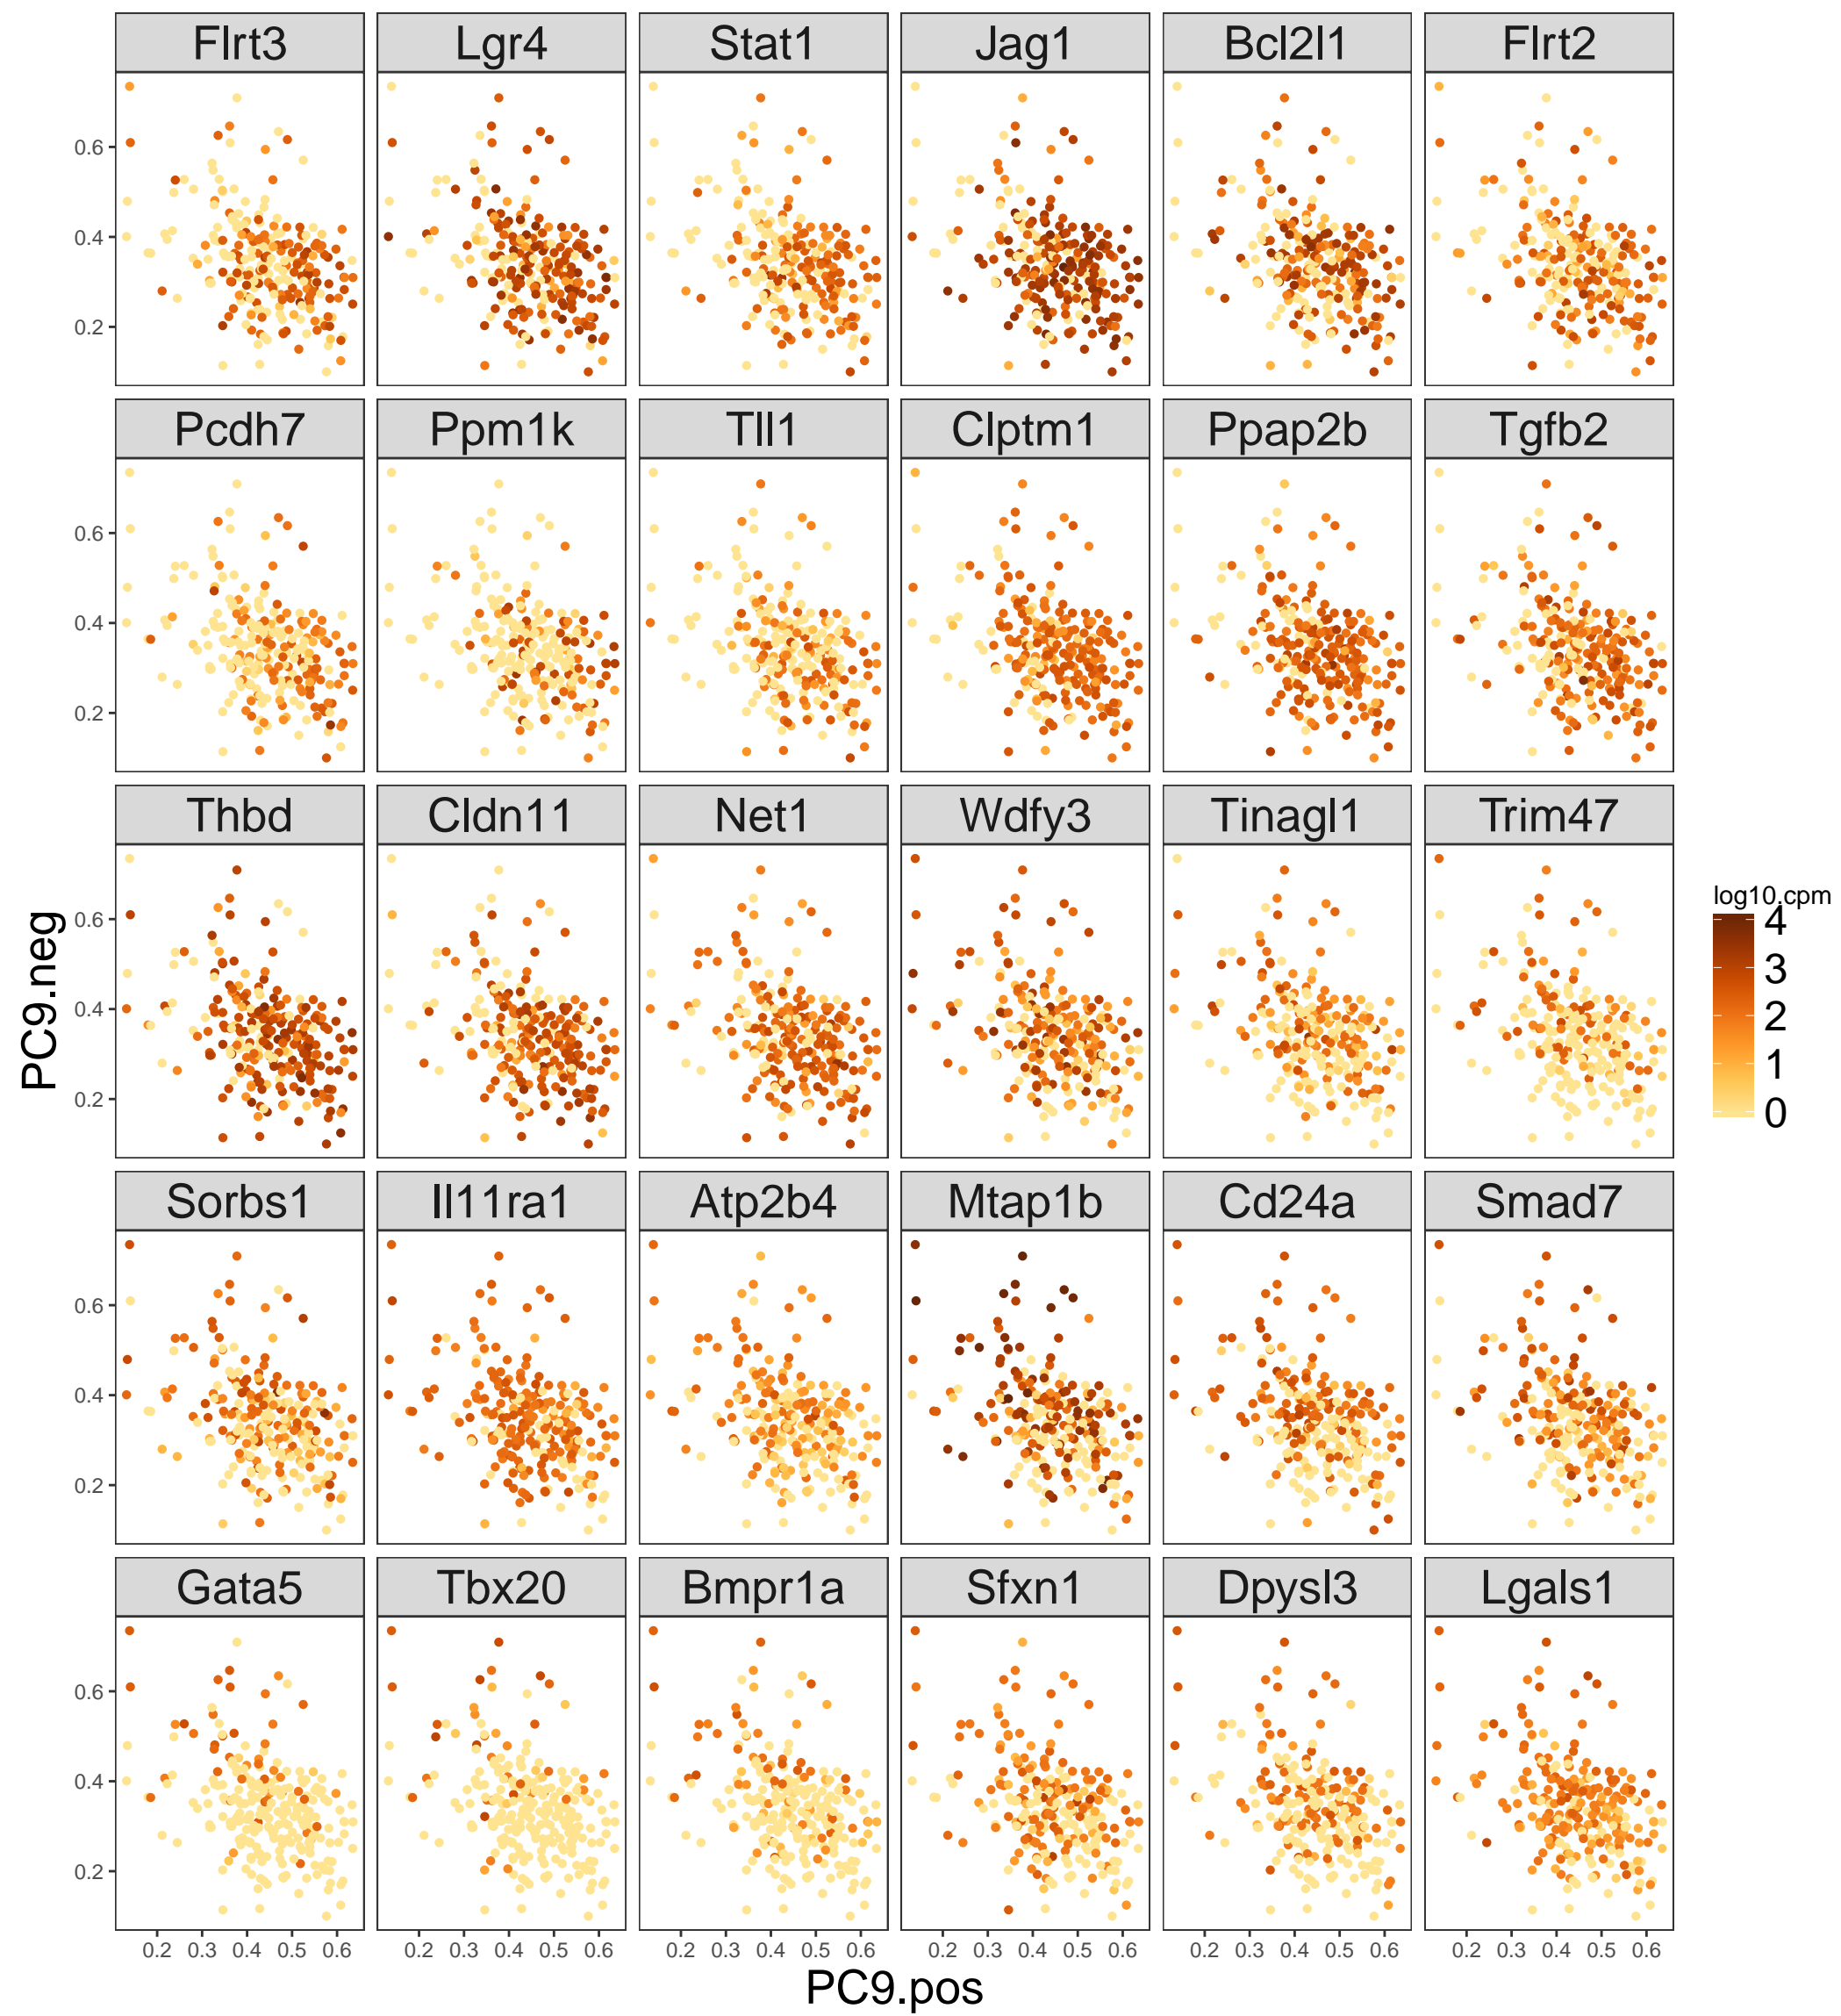 Flrt3 Lgr4 Stat1 Jag1 Bcl2l1 Flrt2
0.6
0.4
0.2
Pcdh7 Ppm1k Tll1 Clptm1 Ppap2b Tgfb2
0.6
0.4
0.2
Thbd Cldn11 Net1 Wdfy3 Tinagl1 Trim47
0.6
0.4
0.2
PC9.neg
log10.cpm
4
3
2
1
0
Sorbs1 Il11ra1 Atp2b4 Mtap1b Cd24a Smad7
0.6
0.4
0.2
Gata5 Tbx20 Bmpr1a Sfxn1 Dpysl3 Lgals1
0.6
0.4
0.2
0.2 0.3 0.4 0.5 0.6 0.2 0.3 0.4 0.5 0.6 0.2 0.3 0.4 0.5 0.6 0.2 0.3 0.4 0.5 0.6 0.2 0.3 0.4 0.5 0.6 0.2 0.3 0.4 0.5 0.6
PC9.pos